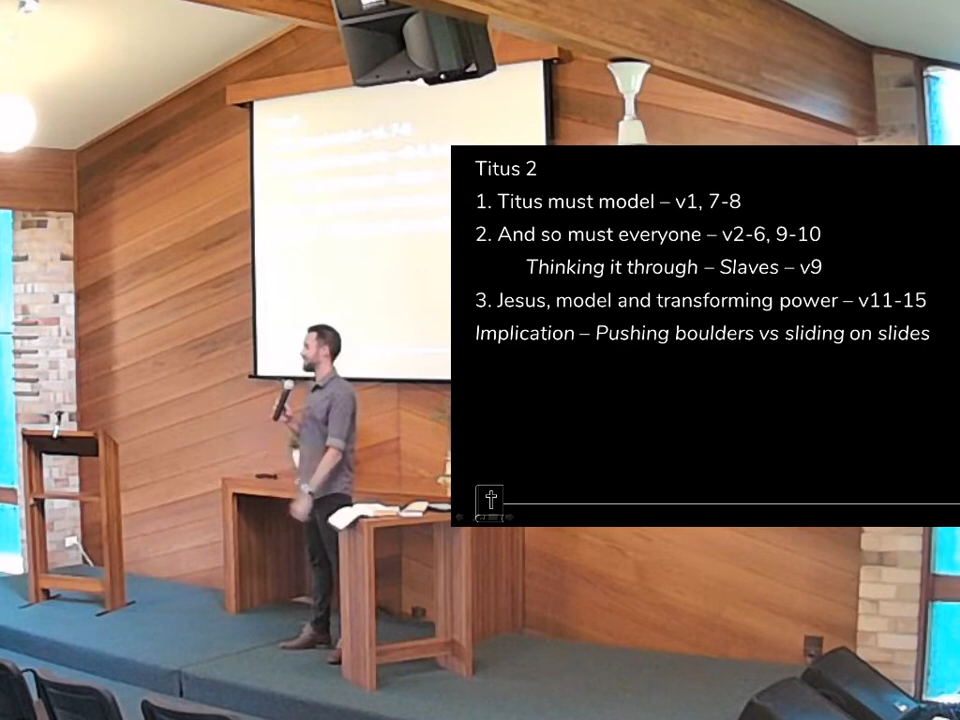 Titus 2
1. Titus must model – v1, 7-8
2. And so must everyone – v2-6, 9-10
Thinking it through – Slaves – v9
3. Jesus, model and transforming power – v11-15
Implication – Pushing boulders vs sliding on slides